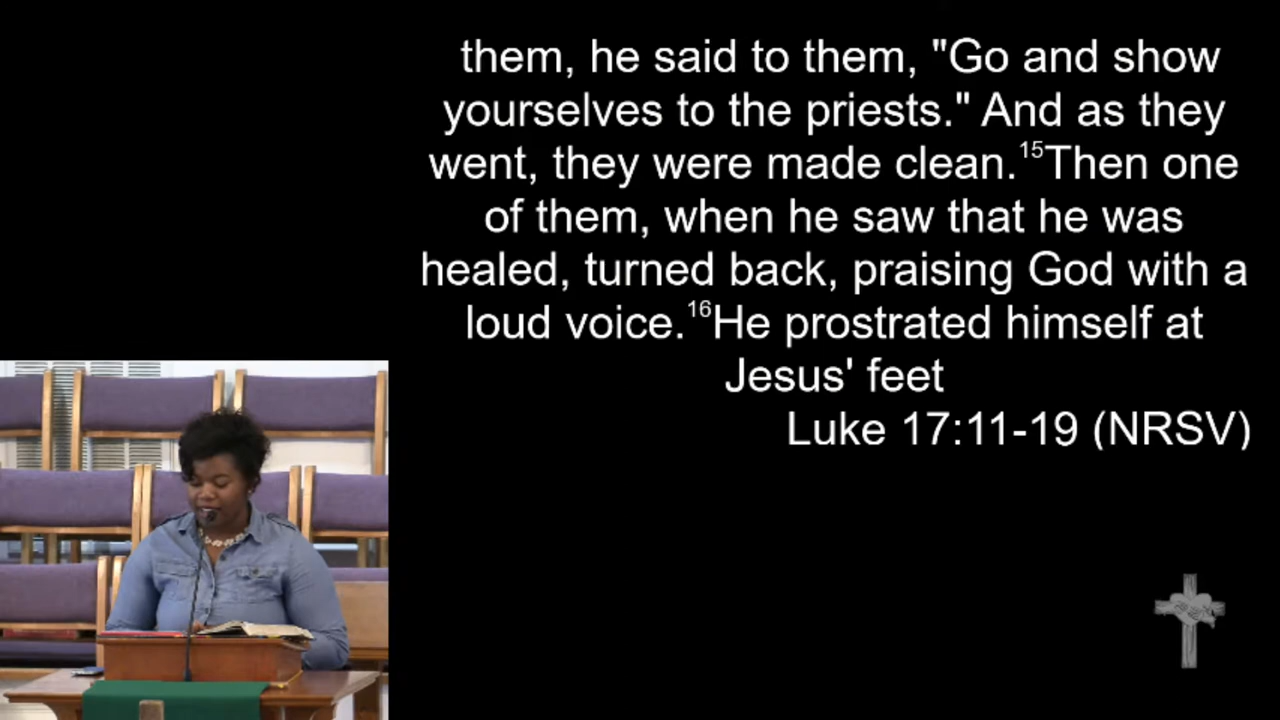 them, he said to them, "Go and show
yourselves to the priests." And as they
went, they were made clean.¹⁵Then one
of them, when he saw that he was
healed, turned back, praising God with a
loud voice.¹⁶He prostrated himself at
Jesus' feet
Luke 17:11-19 (NRSV)